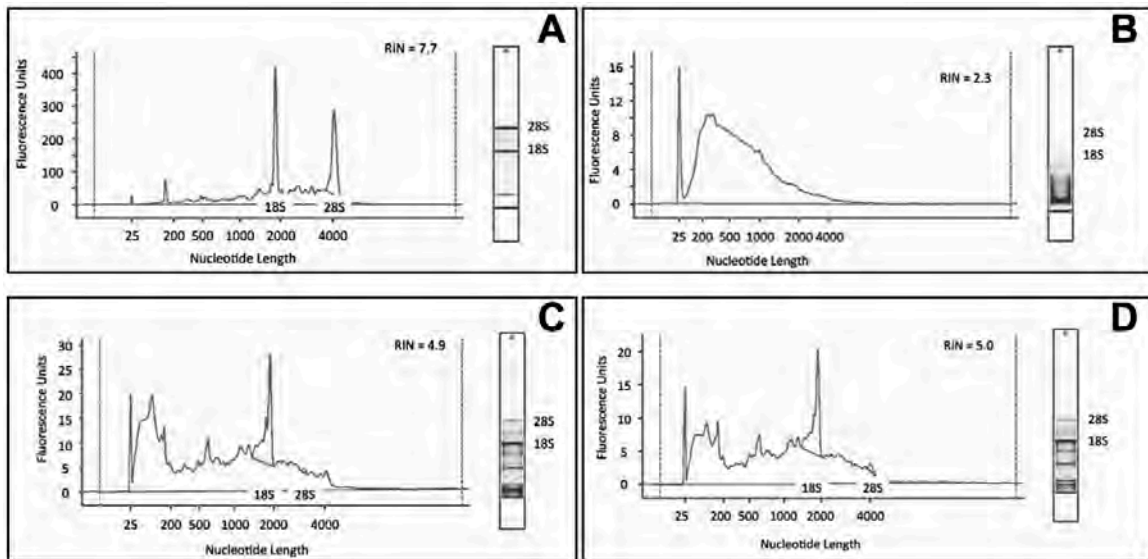 A
RIN = 7.7
Fluorescence Units
400
300
200
100
0
18S
28S
25
200
500
1000
2000
4000
Nucleotide Length
28S
18S
B
RIN = 2.3
Fluorescence Units
16
12
8
4
0
25
200
500
1000
2000
4000
Nucleotide Length
28S
18S
C
RIN = 4.9
Fluorescence Units
30
25
20
15
10
5
0
18S
28S
25
200
500
1000
2000
4000
Nucleotide Length
28S
18S
D
RIN = 5.0
Fluorescence Units
20
15
10
5
0
18S
28S
25
200
500
1000
2000
4000
Nucleotide Length
28S
18S